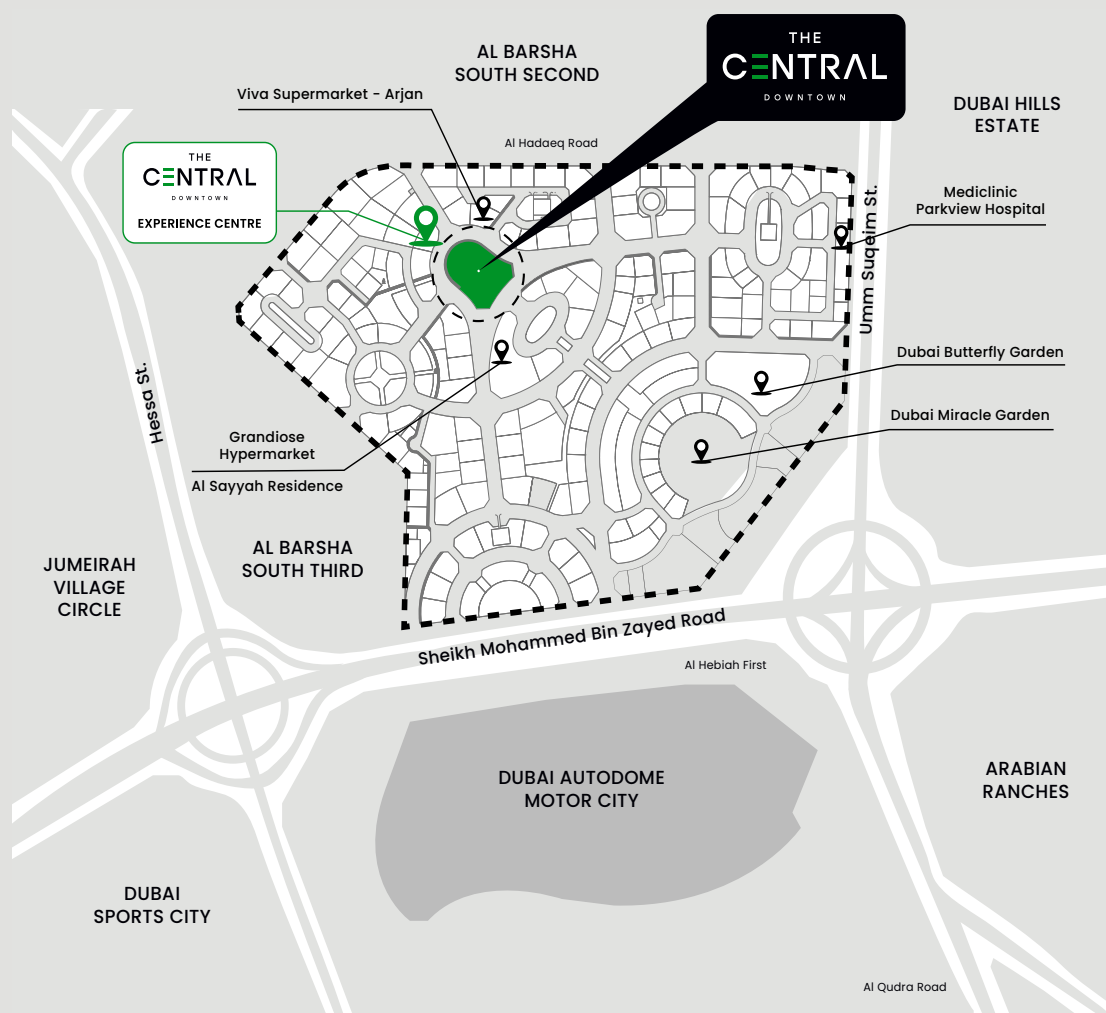 THE
CENTRAL
DOWNTOWN
AL BARSHA
SOUTH SECOND
Viva Supermarket - Arjan
DUBAI HILLS
ESTATE
Al Hadaeq Road
THE
CENTRAL
DOWNTOWN
EXPERIENCE CENTRE
Mediclinic
Parkview Hospital
Umm Suqeim St.
Dubai Butterfly Garden
Hessa St.
Dubai Miracle Garden
Grandiose
Hypermarket
Al Sayyah Residence
AL BARSHA
SOUTH THIRD
JUMEIRAH
VILLAGE
CIRCLE
Sheikh Mohammed Bin Zayed Road
Al Hebiah First
DUBAI AUTODOME
MOTOR CITY
ARABIAN
RANCHES
DUBAI
SPORTS CITY
Al Qudra Road